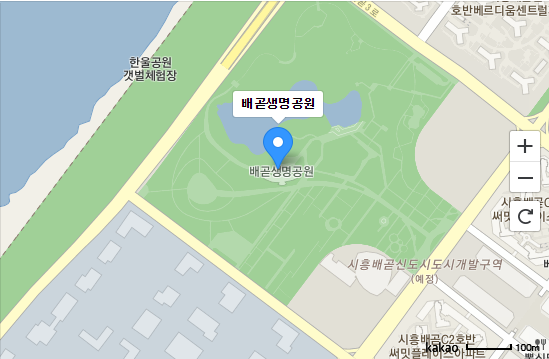 3로
호반베르디움센트럴
한울공원
갯벌체험장
배곧생명공원
배곧생명공원
시흥배곧C
써밋
시흥배곧신도시도시개발구역
(예정)
시흥배곧C2호반
써밋플레이스아파트
kakao
100m